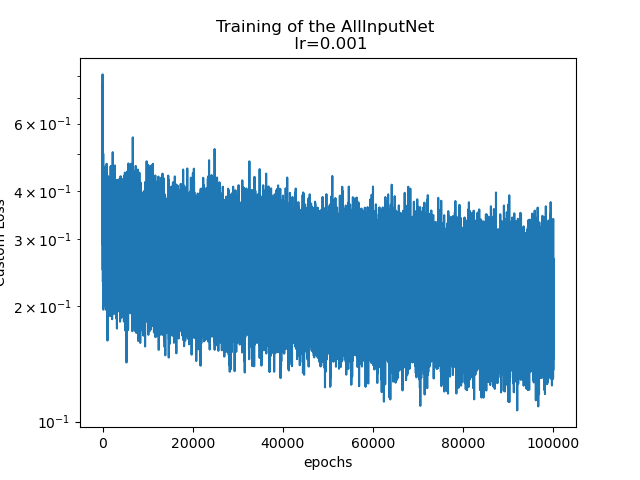 Training of the AllInputNet
lr=0.001
6 × 10⁻¹
4 × 10⁻¹
3 × 10⁻¹
2 × 10⁻¹
10⁻¹
Custom Loss
0 20000 40000 60000 80000 100000
epochs